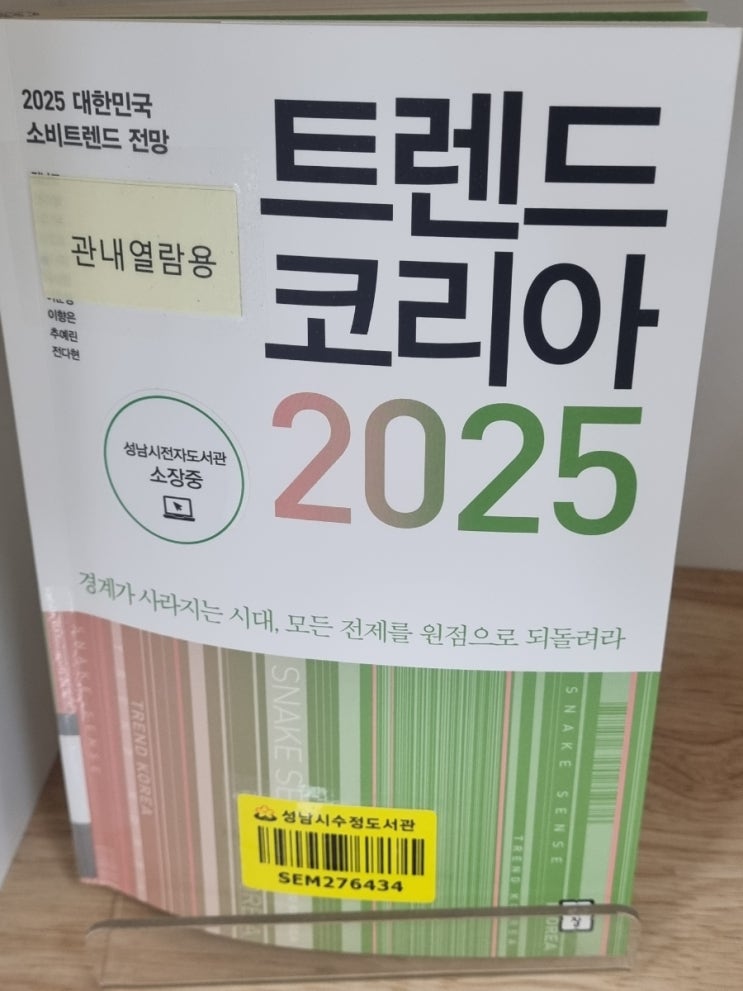 2025 대한민국
소비트렌드 전망
트렌드
코리아
2025
관내열람용
이향은
추예린
전다현
성남시전자도서관
소장중
경계가 사라지는 시대, 모든 전제를 원점으로 되돌려라
SNAKE SENSE
TREND KOREA
SNAKE SE
SNAKE SENSE
성남시수정도서관
SEM276434